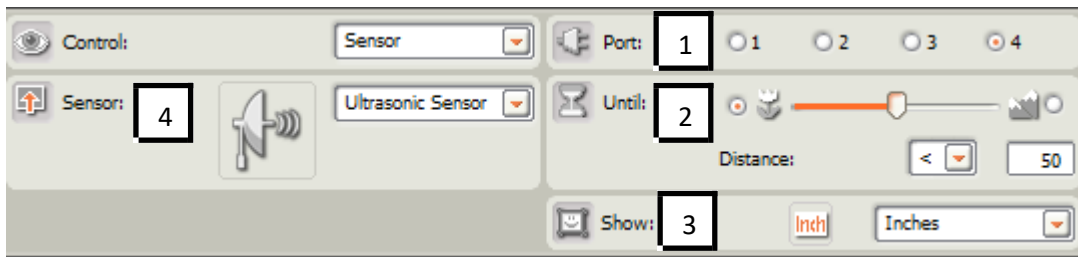 Control: Sensor Port: 1 1 2 3 4
Sensor: 4 Ultrasonic Sensor Until: 2
Distance: < 50
Show: 3 Inch Inches